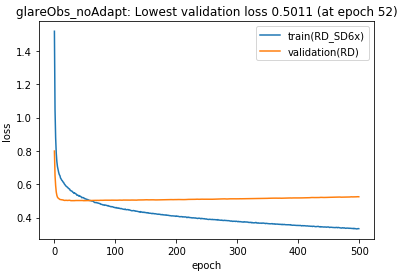 glareObs_noAdapt: Lowest validation loss 0.5011 (at epoch 52)
train(RD_SD6x)
validation(RD)
loss
1.4
1.2
1.0
0.8
0.6
0.4
0 100 200 300 400 500
epoch